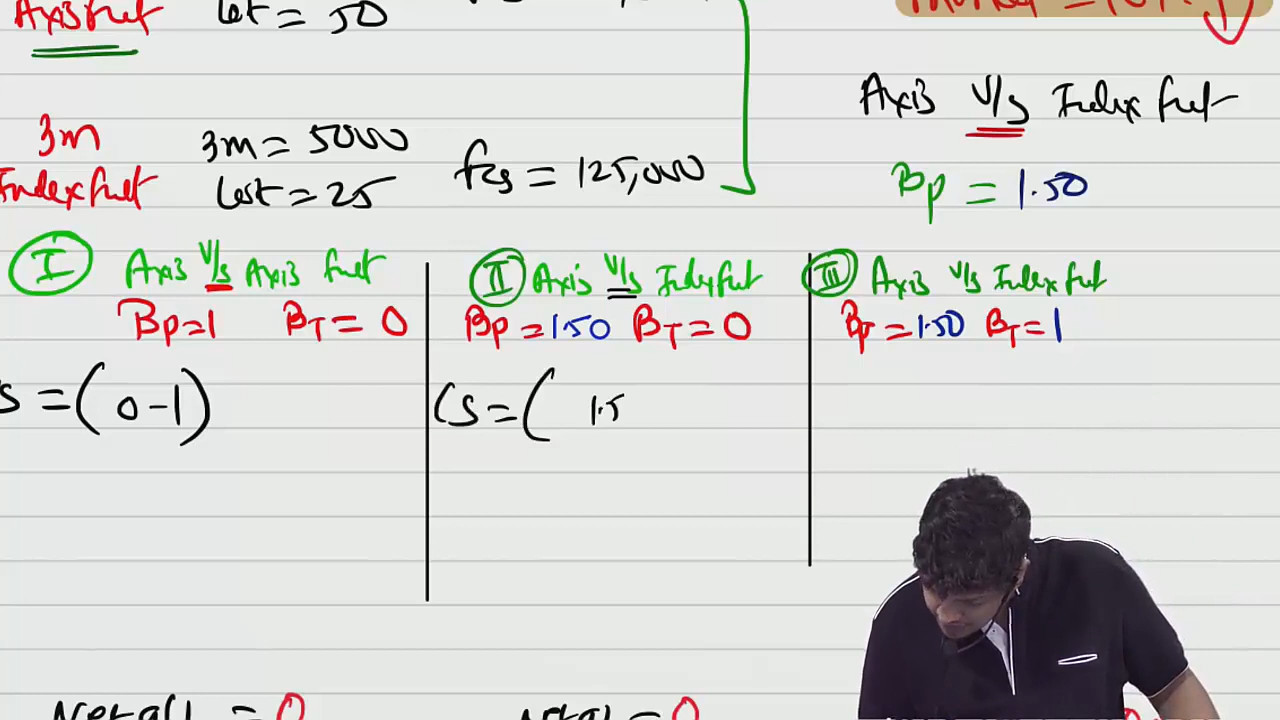 Axis fut Lot = 50
Axis v/s Index fut
3m
Index fut
3m = 5000
Lot = 25
fcs = 125,000
Bp = 1.50
I Axis v/s Axis fut
Bp=1 BT = 0
S = (0-1)
II Axis v/s Index fut
Bp = 1.50 BT = 0
CS = ( 1.5
III Axis v/s Index fut
Bp = 1.50 BT = 1
= 0
= 0